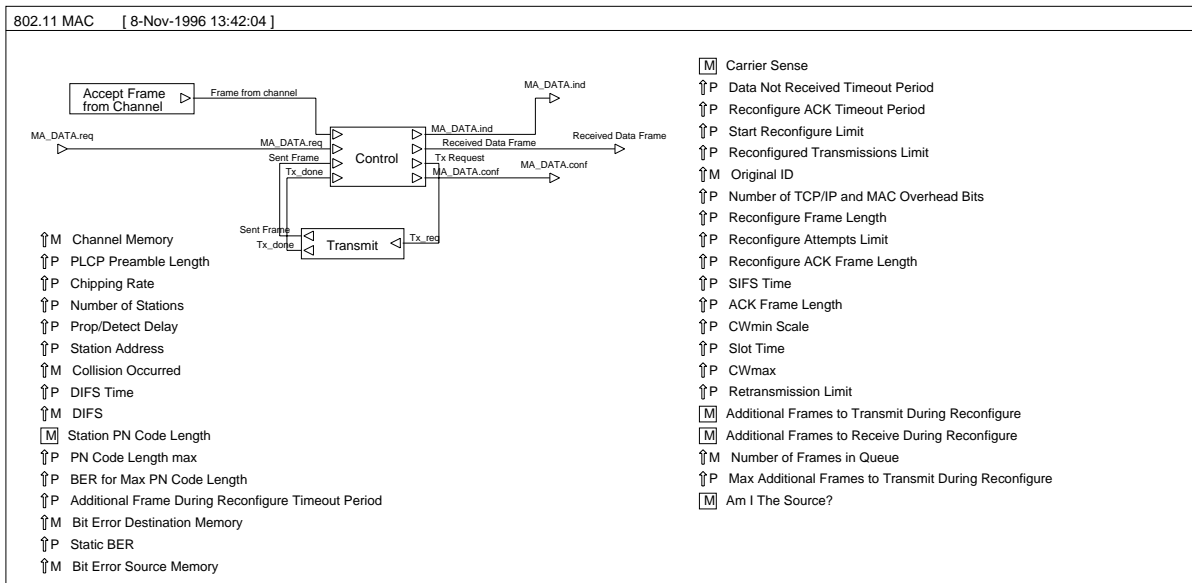 802.11 MAC [ 8-Nov-1996 13:42:04 ]
Accept Frame
from Channel
Frame from channel
MA_DATA.ind
MA_DATA.req
MA_DATA.req
Sent Frame
Tx_done
Control
MA_DATA.ind
Received Data Frame
Tx Request
MA_DATA.conf
Received Data Frame
MA_DATA.conf
Sent Frame
Tx_done
Transmit
Tx_req
⇧M Channel Memory
⇧P PLCP Preamble Length
⇧P Chipping Rate
⇧P Number of Stations
⇧P Prop/Detect Delay
⇧P Station Address
⇧M Collision Occurred
⇧P DIFS Time
⇧M DIFS
M Station PN Code Length
⇧P PN Code Length max
⇧P BER for Max PN Code Length
⇧P Additional Frame During Reconfigure Timeout Period
⇧M Bit Error Destination Memory
⇧P Static BER
⇧M Bit Error Source Memory
M Carrier Sense
⇧P Data Not Received Timeout Period
⇧P Reconfigure ACK Timeout Period
⇧P Start Reconfigure Limit
⇧P Reconfigured Transmissions Limit
⇧M Original ID
⇧P Number of TCP/IP and MAC Overhead Bits
⇧P Reconfigure Frame Length
⇧P Reconfigure Attempts Limit
⇧P Reconfigure ACK Frame Length
⇧P SIFS Time
⇧P ACK Frame Length
⇧P CWmin Scale
⇧P Slot Time
⇧P CWmax
⇧P Retransmission Limit
M Additional Frames to Transmit During Reconfigure
M Additional Frames to Receive During Reconfigure
⇧M Number of Frames in Queue
⇧P Max Additional Frames to Transmit During Reconfigure
M Am I The Source?